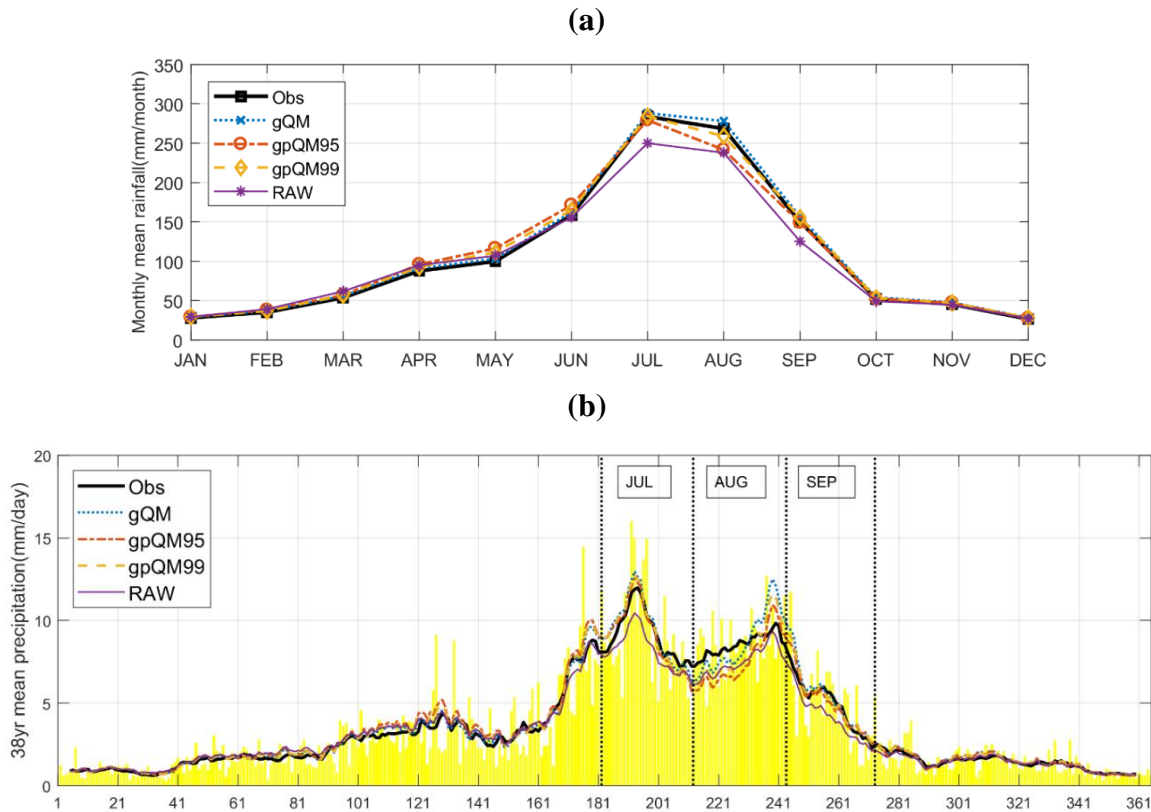 (a)
Monthly mean rainfall(mm/month)
350
300
250
200
150
100
50
0
Obs
gQM
gpQM95
gpQM99
RAW
JAN FEB MAR APR MAY JUN JUL AUG SEP OCT NOV DEC
(b)
38yr mean precipitation(mm/day)
20
15
10
5
0
Obs
gQM
gpQM95
gpQM99
RAW
JUL AUG SEP
1 21 41 61 81 101 121 141 161 181 201 221 241 261 281 301 321 341 361